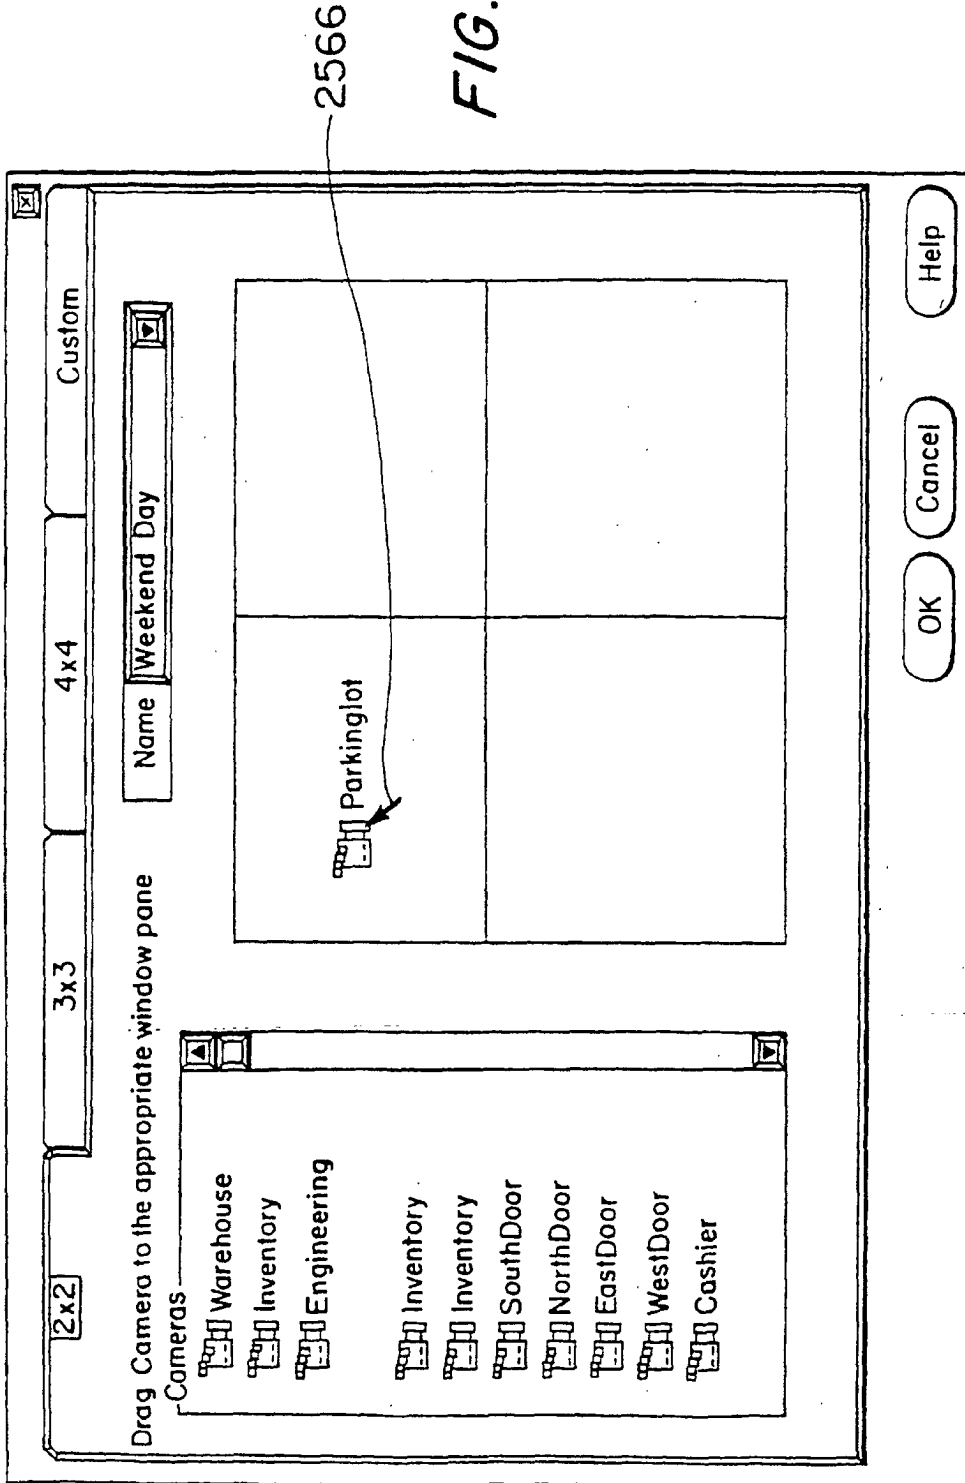 2x2 3x3 4x4 Custom
Drag Camera to the appropriate window pane
Name Weekend Day
Cameras
Warehouse
Inventory
Engineering
Parkinglot
Inventory
Inventory
SouthDoor
NorthDoor
EastDoor
WestDoor
Cashier
OK Cancel Help
2566
FIG.